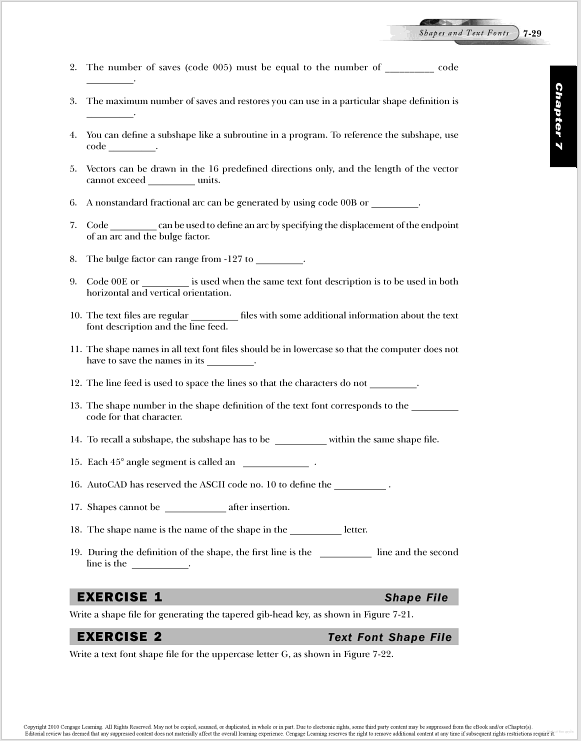 Shapes and Text Fonts 7-29
Chapter 7
2. The number of saves (code 005) must be equal to the number of __________ code
__________.
3. The maximum number of saves and restores you can use in a particular shape definition is
__________.
4. You can define a subshape like a subroutine in a program. To reference the subshape, use
code __________.
5. Vectors can be drawn in the 16 predefined directions only, and the length of the vector
cannot exceed __________ units.
6. A nonstandard fractional arc can be generated by using code 00B or __________.
7. Code __________ can be used to define an arc by specifying the displacement of the endpoint
of an arc and the bulge factor.
8. The bulge factor can range from -127 to __________.
9. Code 00E or __________ is used when the same text font description is to be used in both
horizontal and vertical orientation.
10. The text files are regular __________ files with some additional information about the text
font description and the line feed.
11. The shape names in all text font files should be in lowercase so that the computer does not
have to save the names in its __________.
12. The line feed is used to space the lines so that the characters do not __________.
13. The shape number in the shape definition of the text font corresponds to the __________
code for that character.
14. To recall a subshape, the subshape has to be ___________ within the same shape file.
15. Each 45° angle segment is called an ______________ .
16. AutoCAD has reserved the ASCII code no. 10 to define the ___________ .
17. Shapes cannot be _____________ after insertion.
18. The shape name is the name of the shape in the ___________ letter.
19. During the definition of the shape, the first line is the ___________ line and the second
line is the ____________.
EXERCISE 1 Shape File
Write a shape file for generating the tapered gib-head key, as shown in Figure 7-21.
EXERCISE 2 Text Font Shape File
Write a text font shape file for the uppercase letter G, as shown in Figure 7-22.
Copyright 2010 Cengage Learning. All Rights Reserved. May not be copied, scanned, or duplicated, in whole or in part. Due to electronic rights, some third party content may be suppressed from the eBook and/or eChapter(s).
Editorial review has deemed that any suppressed content does not materially affect the overall learning experience. Cengage Learning reserves the right to remove additional content at any time if subsequent rights restrictions require it.